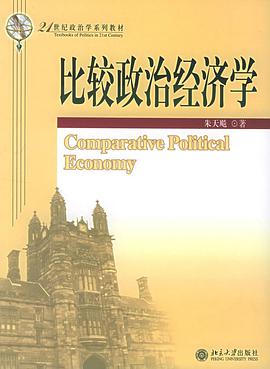 21世纪政治学系列教材
Textbooks of Politics in 21st Century
比较政治经济学
朱天飚 ⊙著
Comparative Political
Economy
北京大学出版社
PEKING UNIVERSITY PRESS